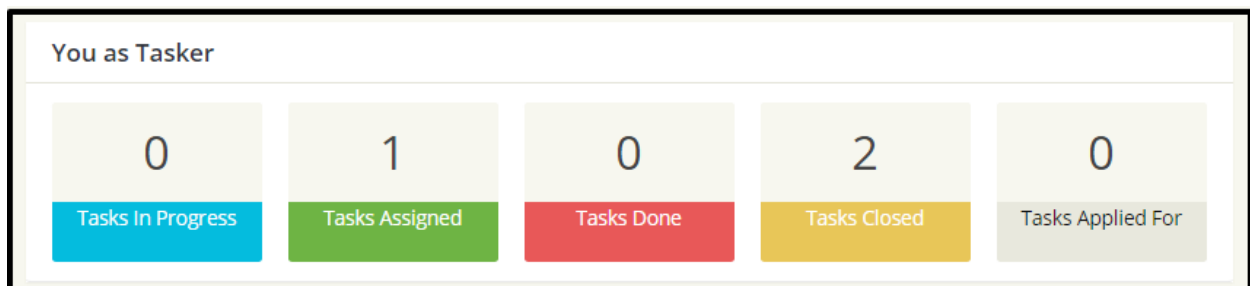 You as Tasker
0 1 0 2 0
Tasks In Progress Tasks Assigned Tasks Done Tasks Closed Tasks Applied For